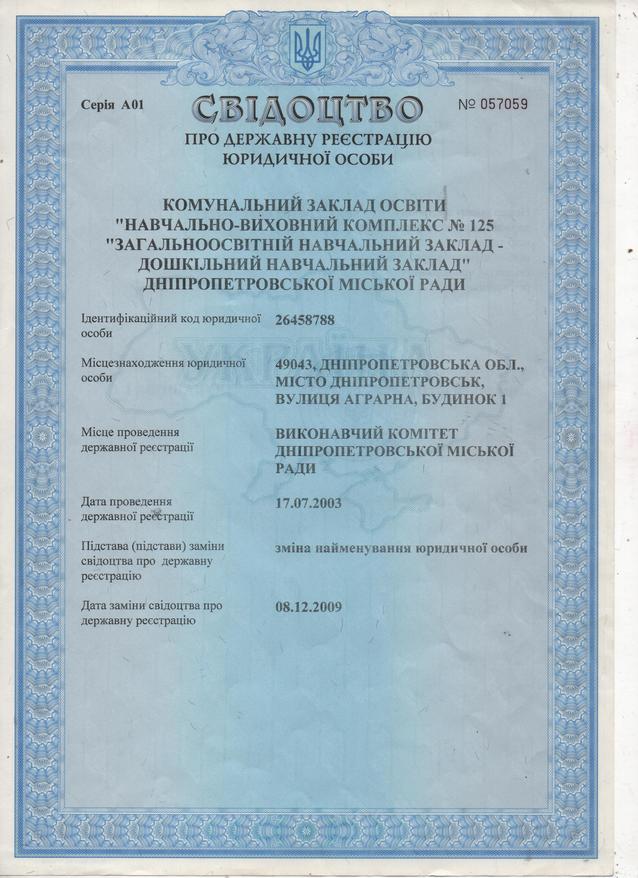 Серія А01
СВІДОЦТВО
№ 057059
ПРО ДЕРЖАВНУ РЕЄСТРАЦІЮ
ЮРИДИЧНОЇ ОСОБИ
КОМУНАЛЬНИЙ ЗАКЛАД ОСВІТИ
"НАВЧАЛЬНО-ВИХОВНИЙ КОМПЛЕКС № 125
"ЗАГАЛЬНООСВІТНІЙ НАВЧАЛЬНИЙ ЗАКЛАД -
ДОШКІЛЬНИЙ НАВЧАЛЬНИЙ ЗАКЛАД"
ДНІПРОПЕТРОВСЬКОЇ МІСЬКОЇ РАДИ
Ідентифікаційний код юридичної
особи
26458788
Місцезнаходження юридичної
особи
49043, ДНІПРОПЕТРОВСЬКА ОБЛ.,
МІСТО ДНІПРОПЕТРОВСЬК,
ВУЛИЦЯ АГРАРНА, БУДИНОК 1
Місце проведення
державної реєстрації
ВИКОНАВЧИЙ КОМІТЕТ
ДНІПРОПЕТРОВСЬКОЇ МІСЬКОЇ
РАДИ
Дата проведення
державної реєстрації
17.07.2003
Підстава (підстави) заміни
свідоцтва про державну
реєстрацію
зміна найменування юридичної особи
Дата заміни свідоцтва про
державну реєстрацію
08.12.2009
УКРАЇНА